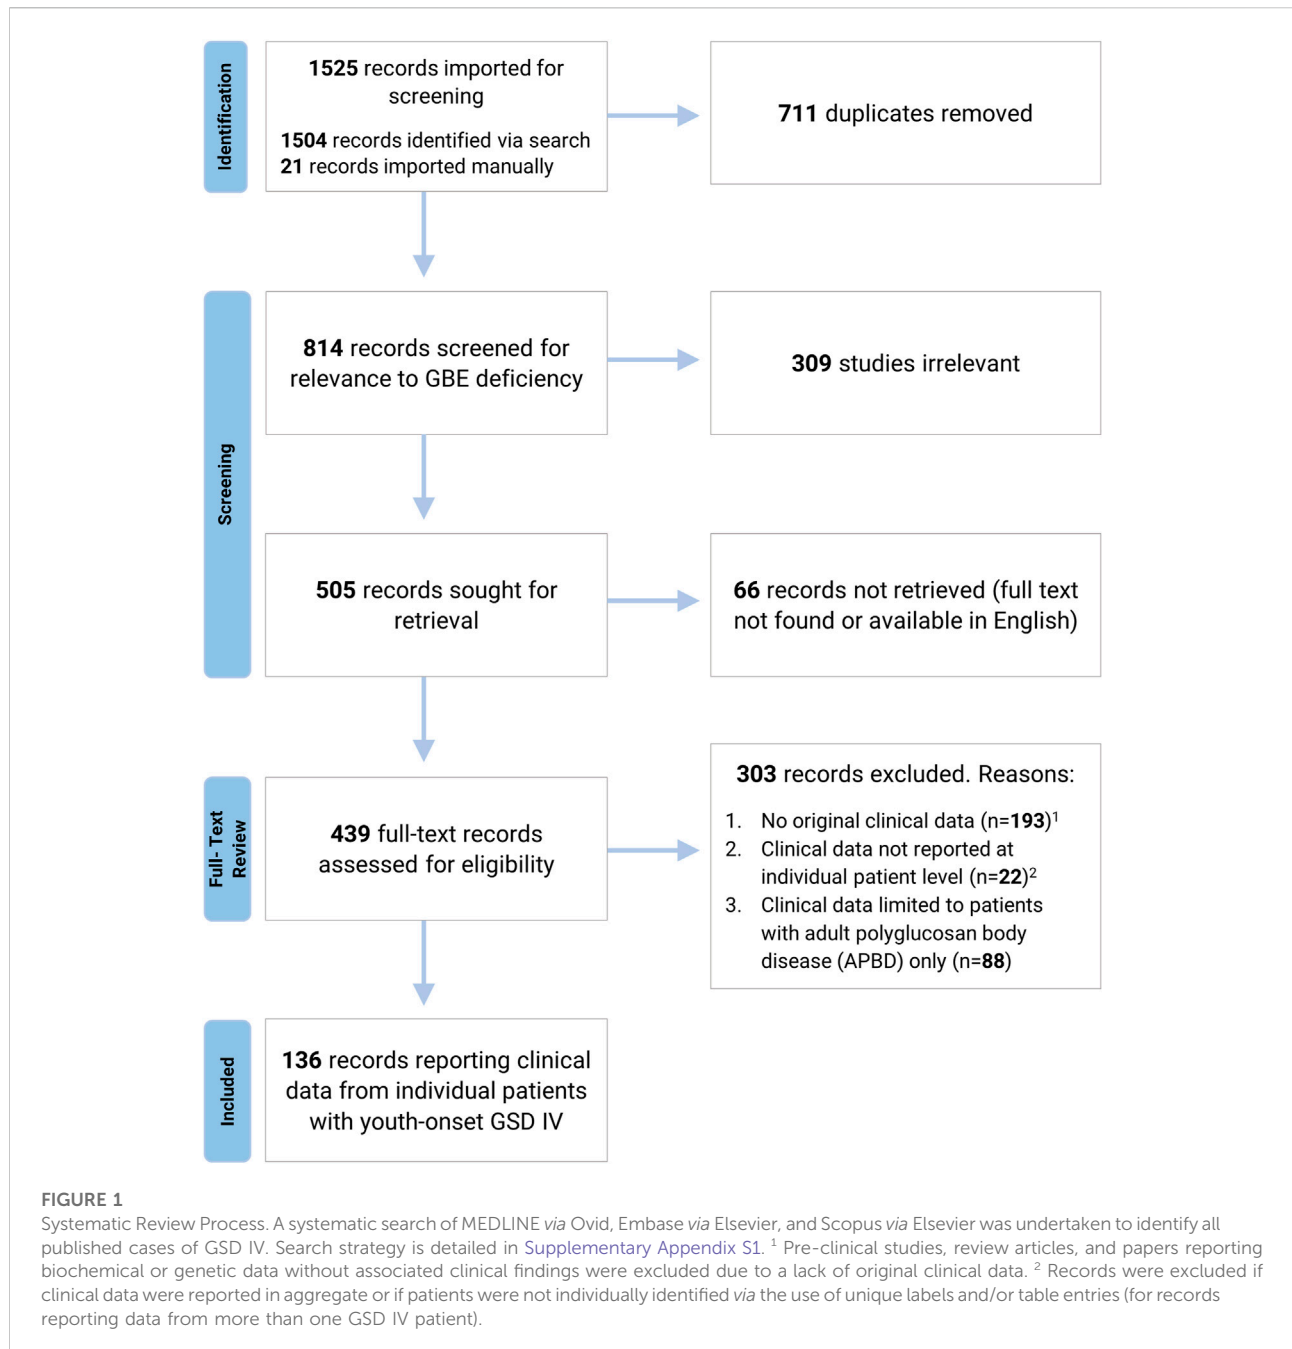 Identification
1525 records imported for
screening
1504 records identified via search
21 records imported manually
711 duplicates removed
Screening
814 records screened for
relevance to GBE deficiency
309 studies irrelevant
505 records sought for
retrieval
66 records not retrieved (full text
not found or available in English)
Full- Text
Review
439 full-text records
assessed for eligibility
303 records excluded. Reasons:
1. No original clinical data (n=193)1
2. Clinical data not reported at
individual patient level (n=22)2
3. Clinical data limited to patients
with adult polyglucosan body
disease (APBD) only (n=88)
Included
136 records reporting clinical
data from individual patients
with youth-onset GSD IV
FIGURE 1
Systematic Review Process. A systematic search of MEDLINE via Ovid, Embase via Elsevier, and Scopus via Elsevier was undertaken to identify all
published cases of GSD IV. Search strategy is detailed in Supplementary Appendix S1. 1 Pre-clinical studies, review articles, and papers reporting
biochemical or genetic data without associated clinical findings were excluded due to a lack of original clinical data. 2 Records were excluded if
clinical data were reported in aggregate or if patients were not individually identified via the use of unique labels and/or table entries (for records
reporting data from more than one GSD IV patient).